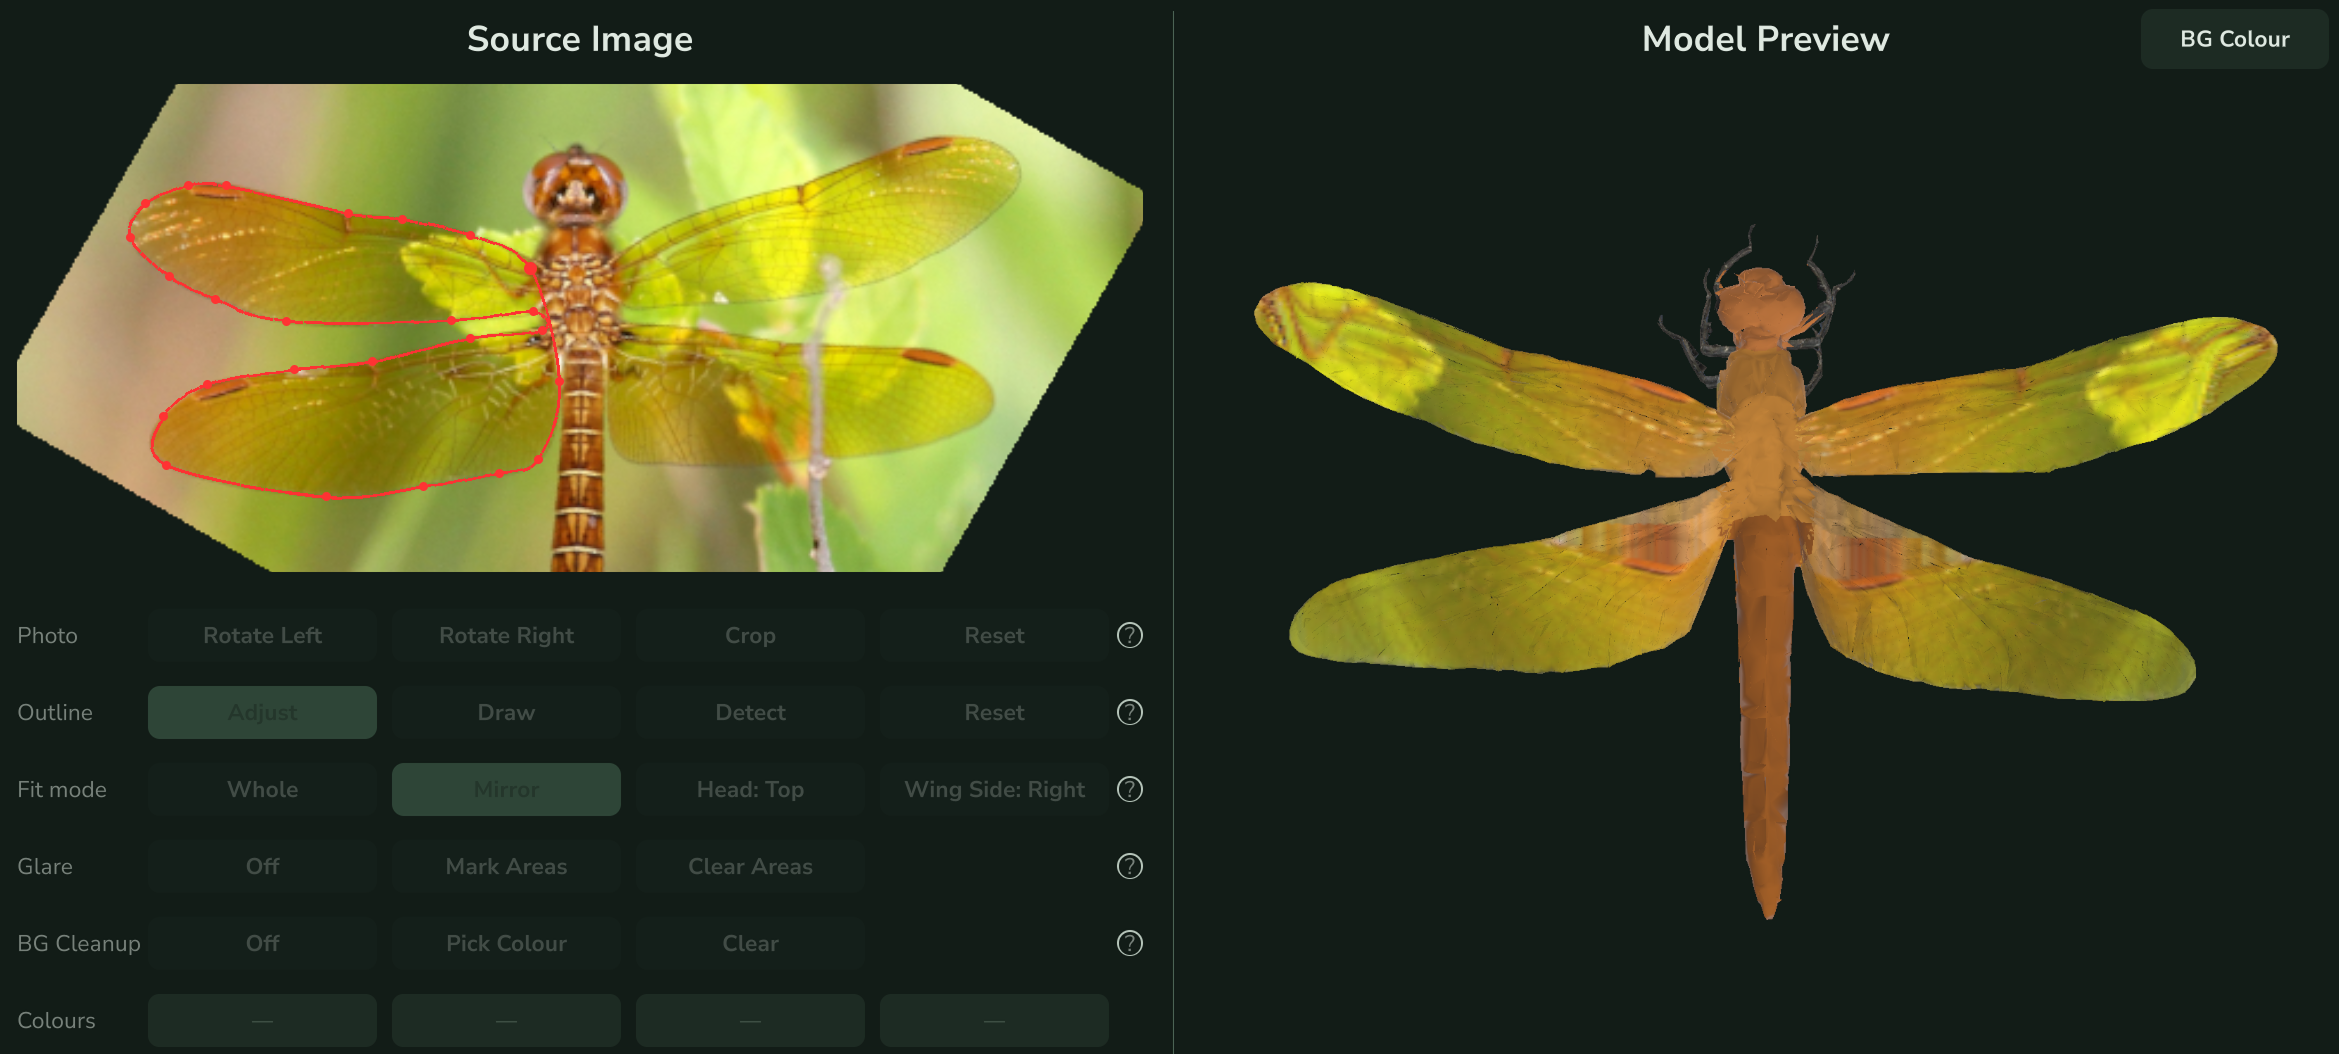 Source Image
Model Preview
BG Colour
Photo
Rotate Left
Rotate Right
Crop
Reset
?
Outline
Adjust
Draw
Detect
Reset
?
Fit mode
Whole
Mirror
Head: Top
Wing Side: Right
?
Glare
Off
Mark Areas
Clear Areas
?
BG Cleanup
Off
Pick Colour
Clear
?
Colours
—
—
—
—